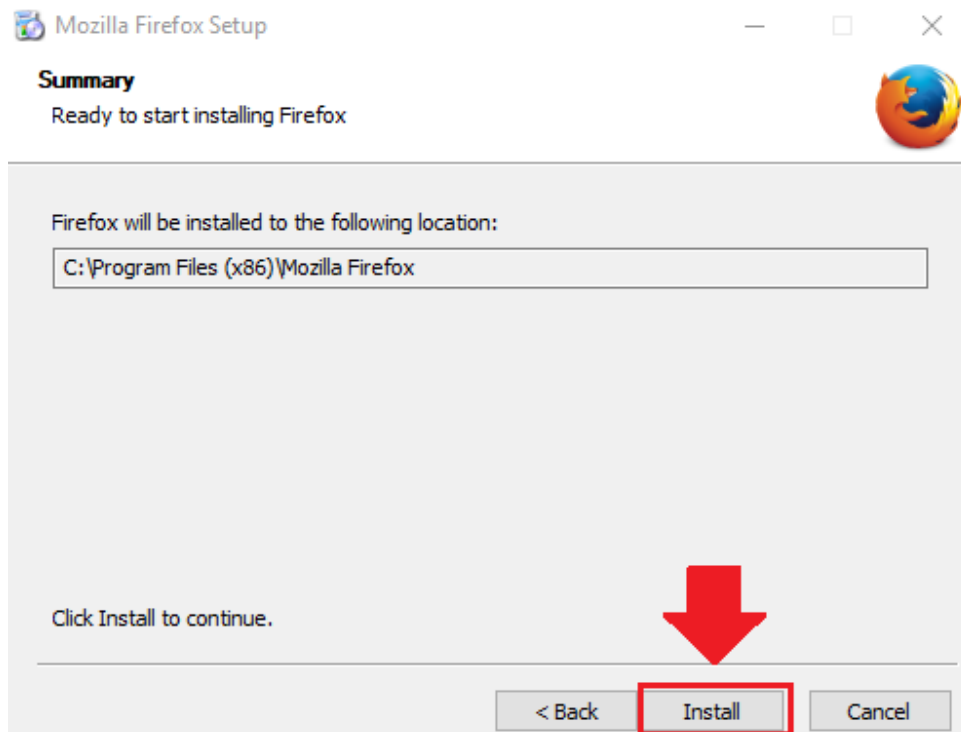 Mozilla Firefox Setup
Summary
Ready to start installing Firefox
Firefox will be installed to the following location:
C:\Program Files (x86)\Mozilla Firefox
Click Install to continue.
< Back Install Cancel